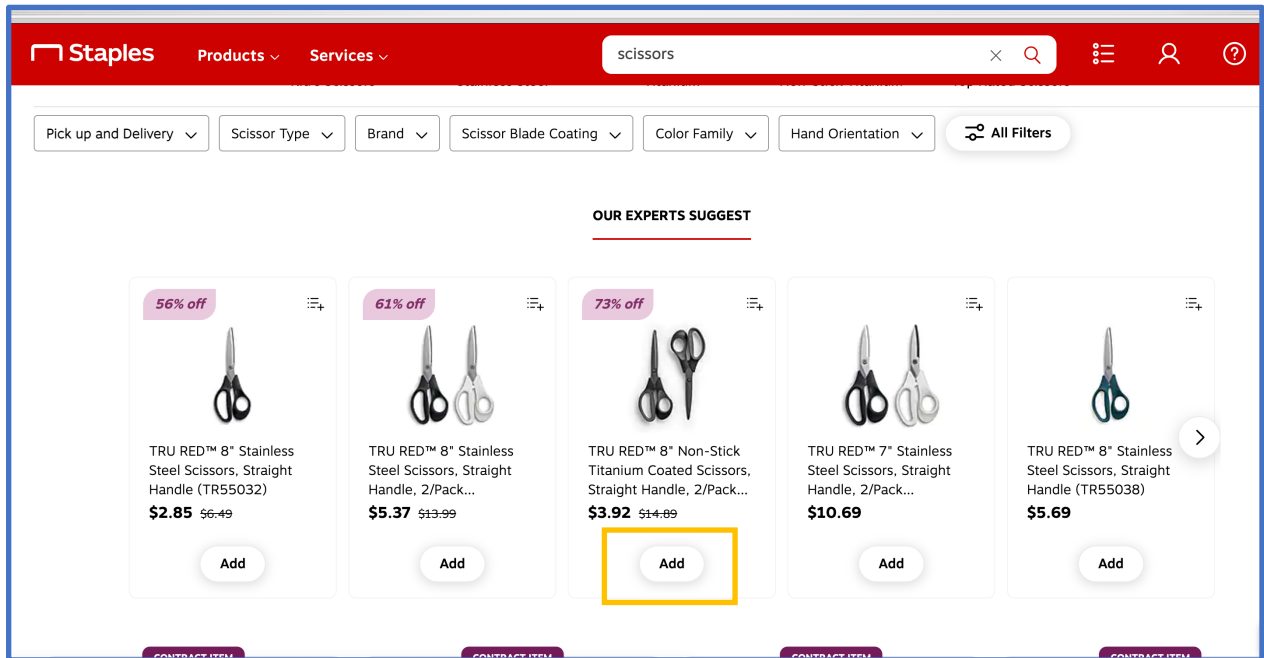 Staples
Products
Services
scissors
Pick up and Delivery
Scissor Type
Brand
Scissor Blade Coating
Color Family
Hand Orientation
All Filters
OUR EXPERTS SUGGEST
56% off
TRU RED™ 8" Stainless
Steel Scissors, Straight
Handle (TR55032)
$2.85 $6.49
Add
61% off
TRU RED™ 8" Stainless
Steel Scissors, Straight
Handle, 2/Pack...
$5.37 $13.99
Add
73% off
TRU RED™ 8" Non-Stick
Titanium Coated Scissors,
Straight Handle, 2/Pack...
$3.92 $14.89
Add
TRU RED™ 7" Stainless
Steel Scissors, Straight
Handle, 2/Pack...
$10.69
Add
TRU RED™ 8" Stainless
Steel Scissors, Straight
Handle (TR55038)
$5.69
Add
CONTRACT ITEM
CONTRACT ITEM
CONTRACT ITEM
CONTRACT ITEM